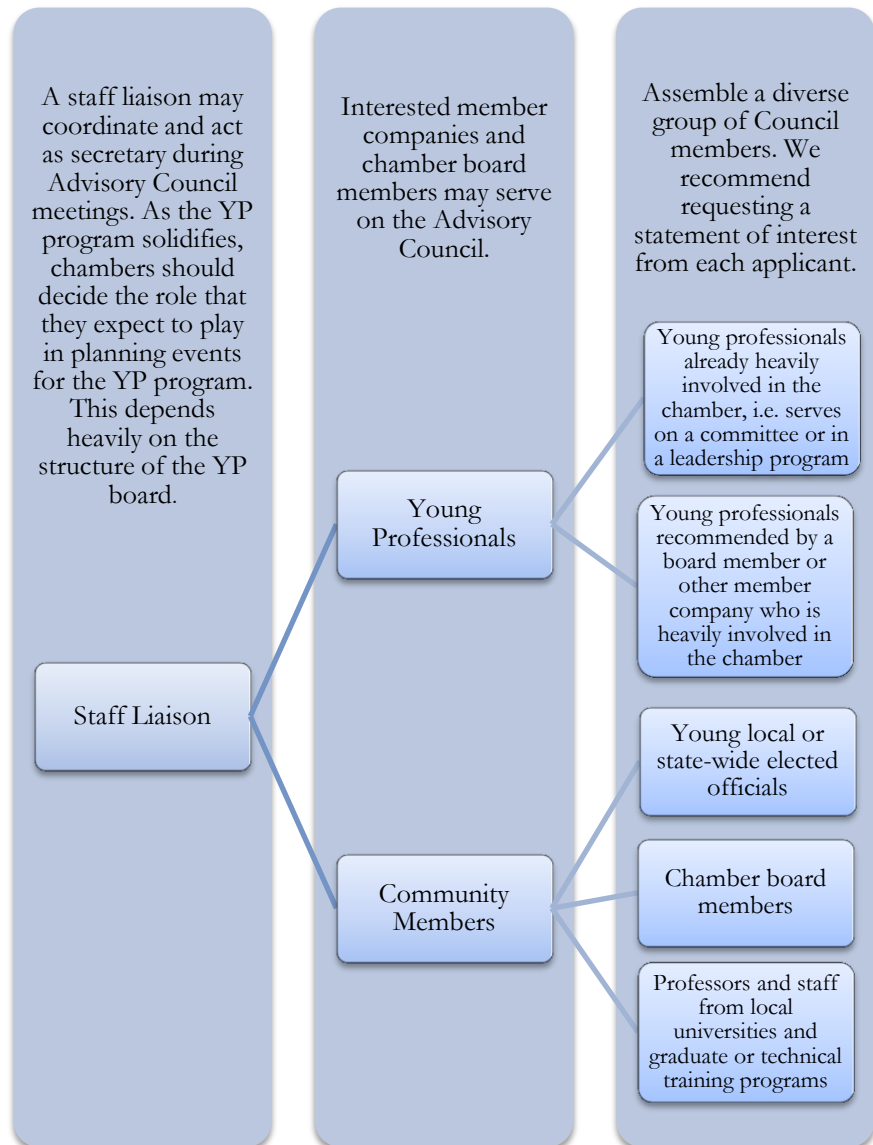 A staff liaison may
coordinate and act
as secretary during
Advisory Council
meetings. As the YP
program solidifies,
chambers should
decide the role that
they expect to play
in planning events
for the YP program.
This depends
heavily on the
structure of the YP
board.
Staff Liaison
Interested member
companies and
chamber board
members may serve
on the Advisory
Council.
Young
Professionals
Community
Members
Assemble a diverse
group of Council
members. We
recommend
requesting a
statement of interest
from each applicant.
Young professionals
already heavily
involved in the
chamber, i.e. serves
on a committee or in
a leadership program
Young professionals
recommended by a
board member or
other member
company who is
heavily involved in
the chamber
Young local or
state-wide elected
officials
Chamber board
members
Professors and staff
from local
universities and
graduate or technical
training programs